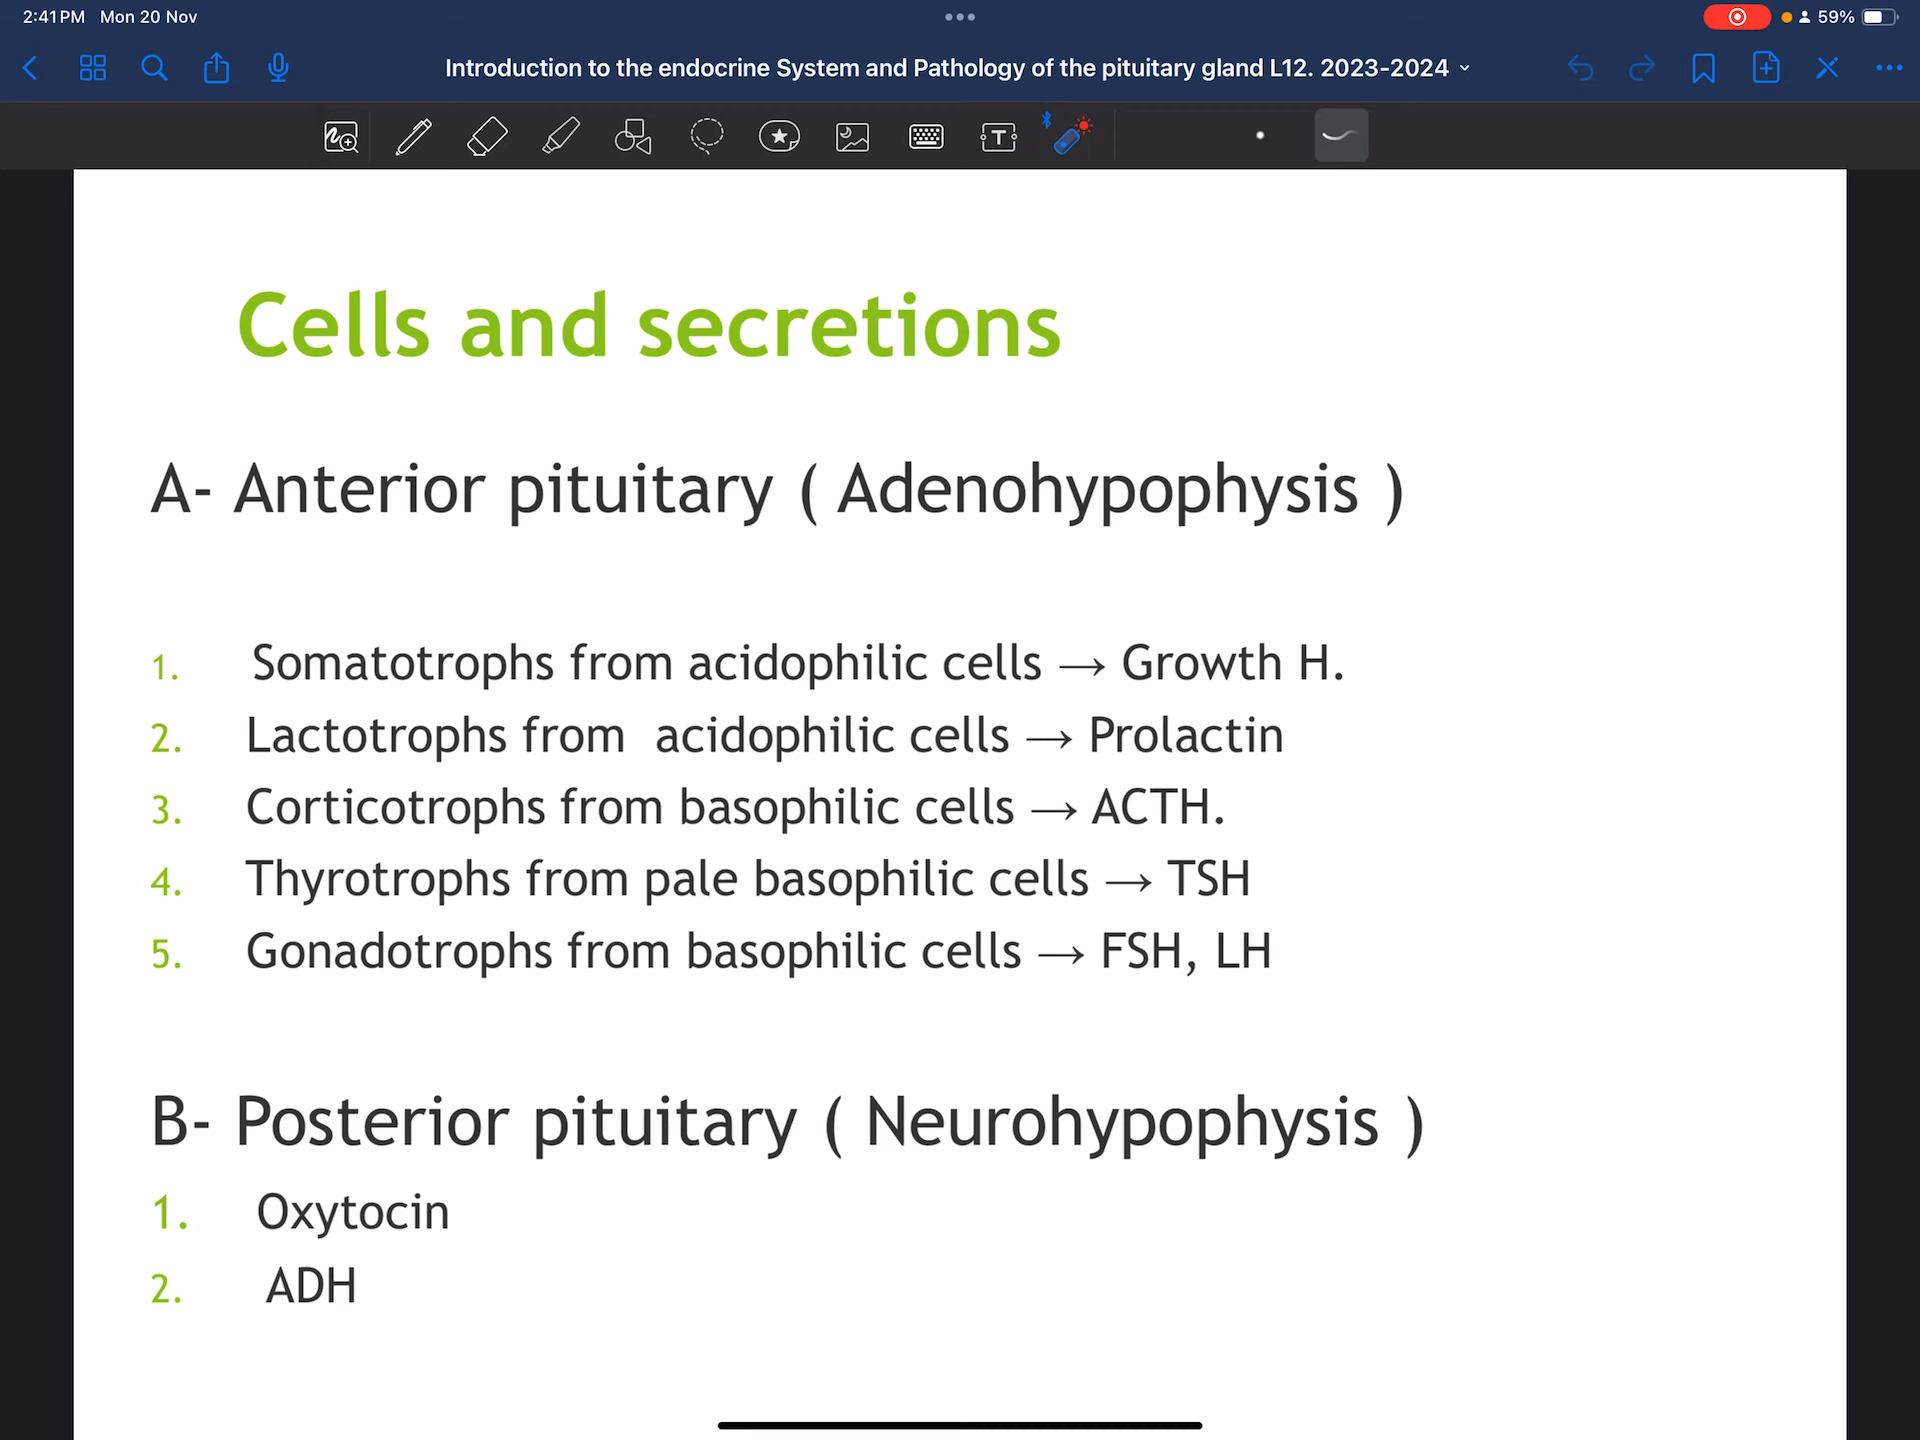 2:41 PM Mon 20 Nov
59%
Introduction to the endocrine System and Pathology of the pituitary gland L12. 2023-2024
Cells and secretions
A- Anterior pituitary ( Adenohypophysis )
1. Somatotrophs from acidophilic cells → Growth H.
2. Lactotrophs from acidophilic cells → Prolactin
3. Corticotrophs from basophilic cells → ACTH.
4. Thyrotrophs from pale basophilic cells → TSH
5. Gonadotrophs from basophilic cells → FSH, LH
B- Posterior pituitary ( Neurohypophysis )
1. Oxytocin
2. ADH